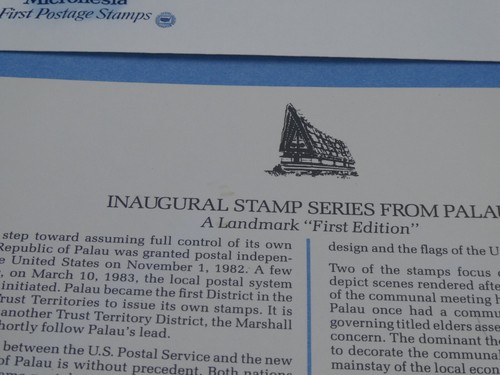 Micronesia
First Postage Stamps
INAUGURAL STAMP SERIES FROM PALAU
A Landmark "First Edition"
step toward assuming full control of its own
Republic of Palau was granted postal indepen-
United States on November 1, 1982. A few
, on March 10, 1983, the local postal system
initiated. Palau became the first District in the
Trust Territories to issue its own stamps. It is
another Trust Territory District, the Marshall
shortly follow Palau's lead.
between the U.S. Postal Service and the new
of Palau is without precedent. Both nations
design and the flags of the U
Two of the stamps focus
depict scenes rendered after
of the communal meeting h
Palau once had a commu
governing titled elders asse
concern. The dominant the
to decorate the communal
mainstay of the local econ